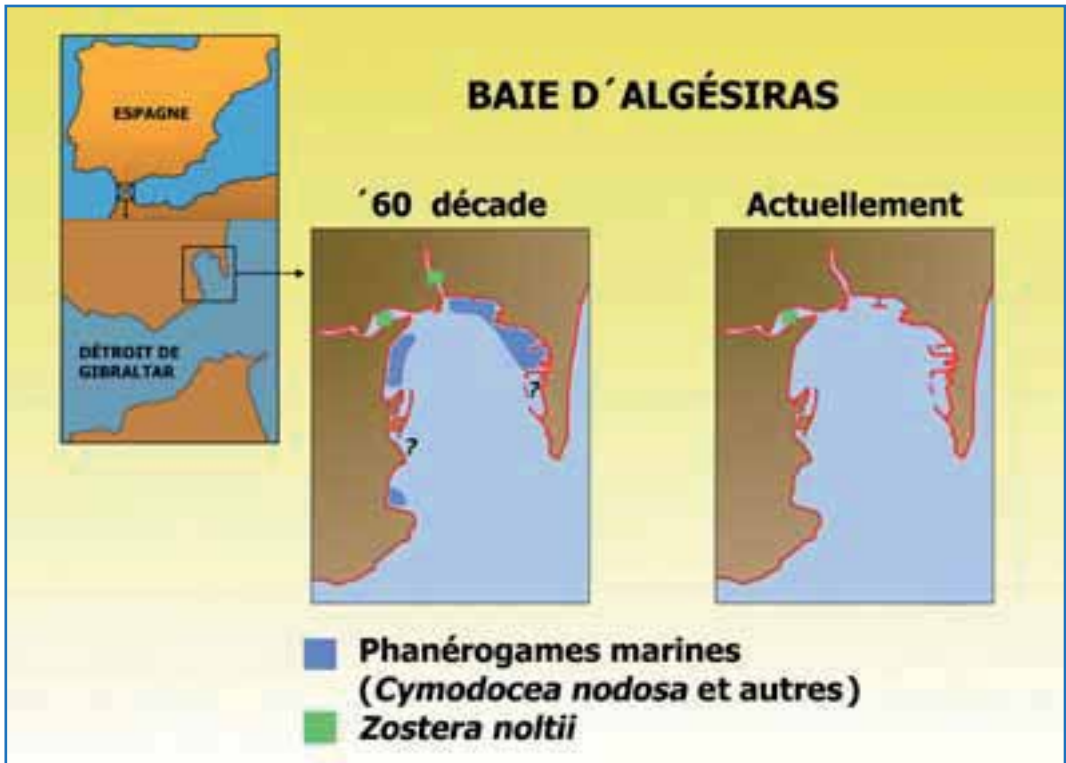 ESPAGNE
DÉTROIT DE
GIBRALTAR
BAIE D´ALGÉSIRAS
´60 décade
?
?
Actuellement
Phanérogames marines
(Cymodocea nodosa et autres)
Zostera noltii